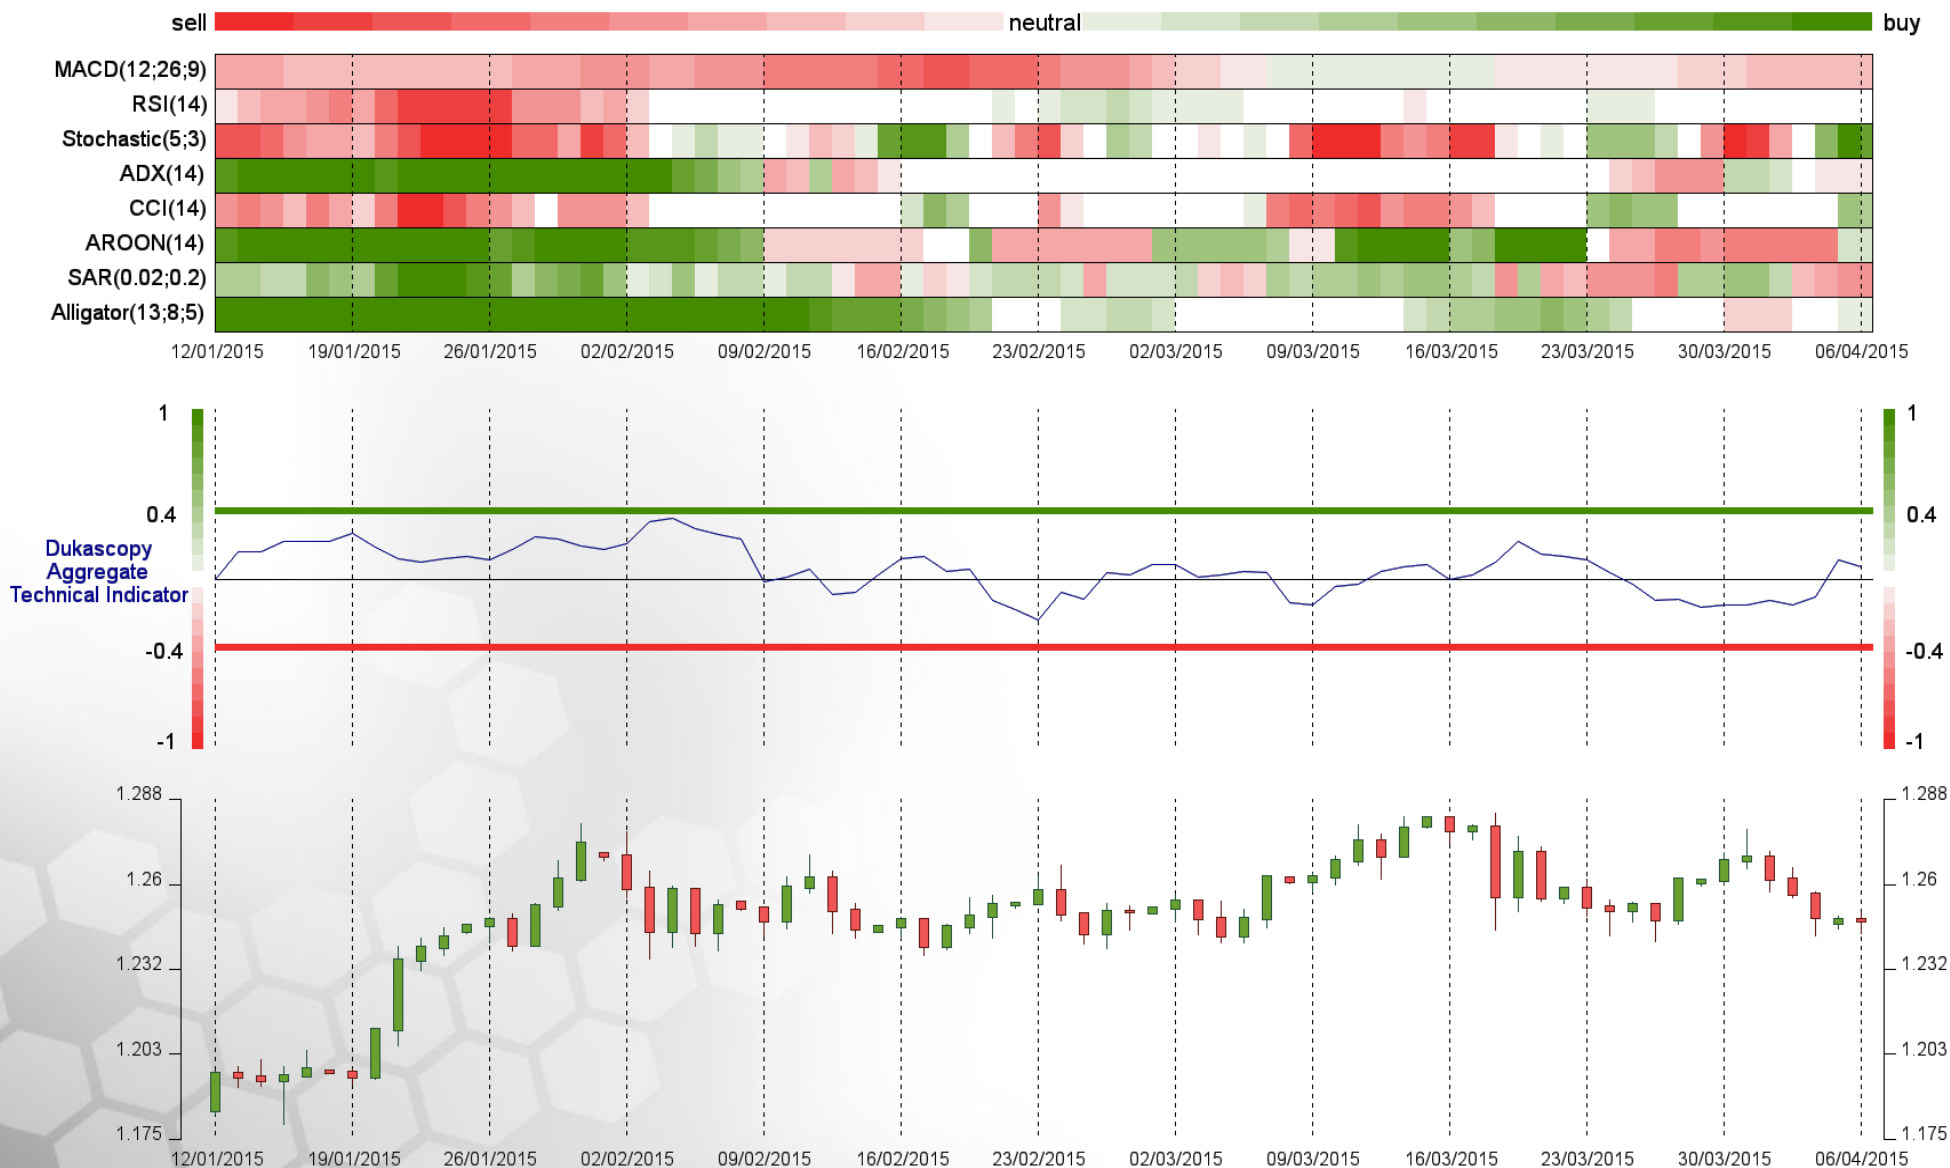 sell neutral buy
MACD(12;26;9)
RSI(14)
Stochastic(5;3)
ADX(14)
CCI(14)
AROON(14)
SAR(0.02;0.2)
Alligator(13;8;5)
12/01/2015 19/01/2015 26/01/2015 02/02/2015 09/02/2015 16/02/2015 23/02/2015 02/03/2015 09/03/2015 16/03/2015 23/03/2015 30/03/2015 06/04/2015
1 1
0.4 0.4
Dukascopy
Aggregate
Technical Indicator
-0.4 -0.4
-1 -1
1.288 1.288
1.26 1.26
1.232 1.232
1.203 1.203
1.175 1.175
12/01/2015 19/01/2015 26/01/2015 02/02/2015 09/02/2015 16/02/2015 23/02/2015 02/03/2015 09/03/2015 16/03/2015 23/03/2015 30/03/2015 06/04/2015